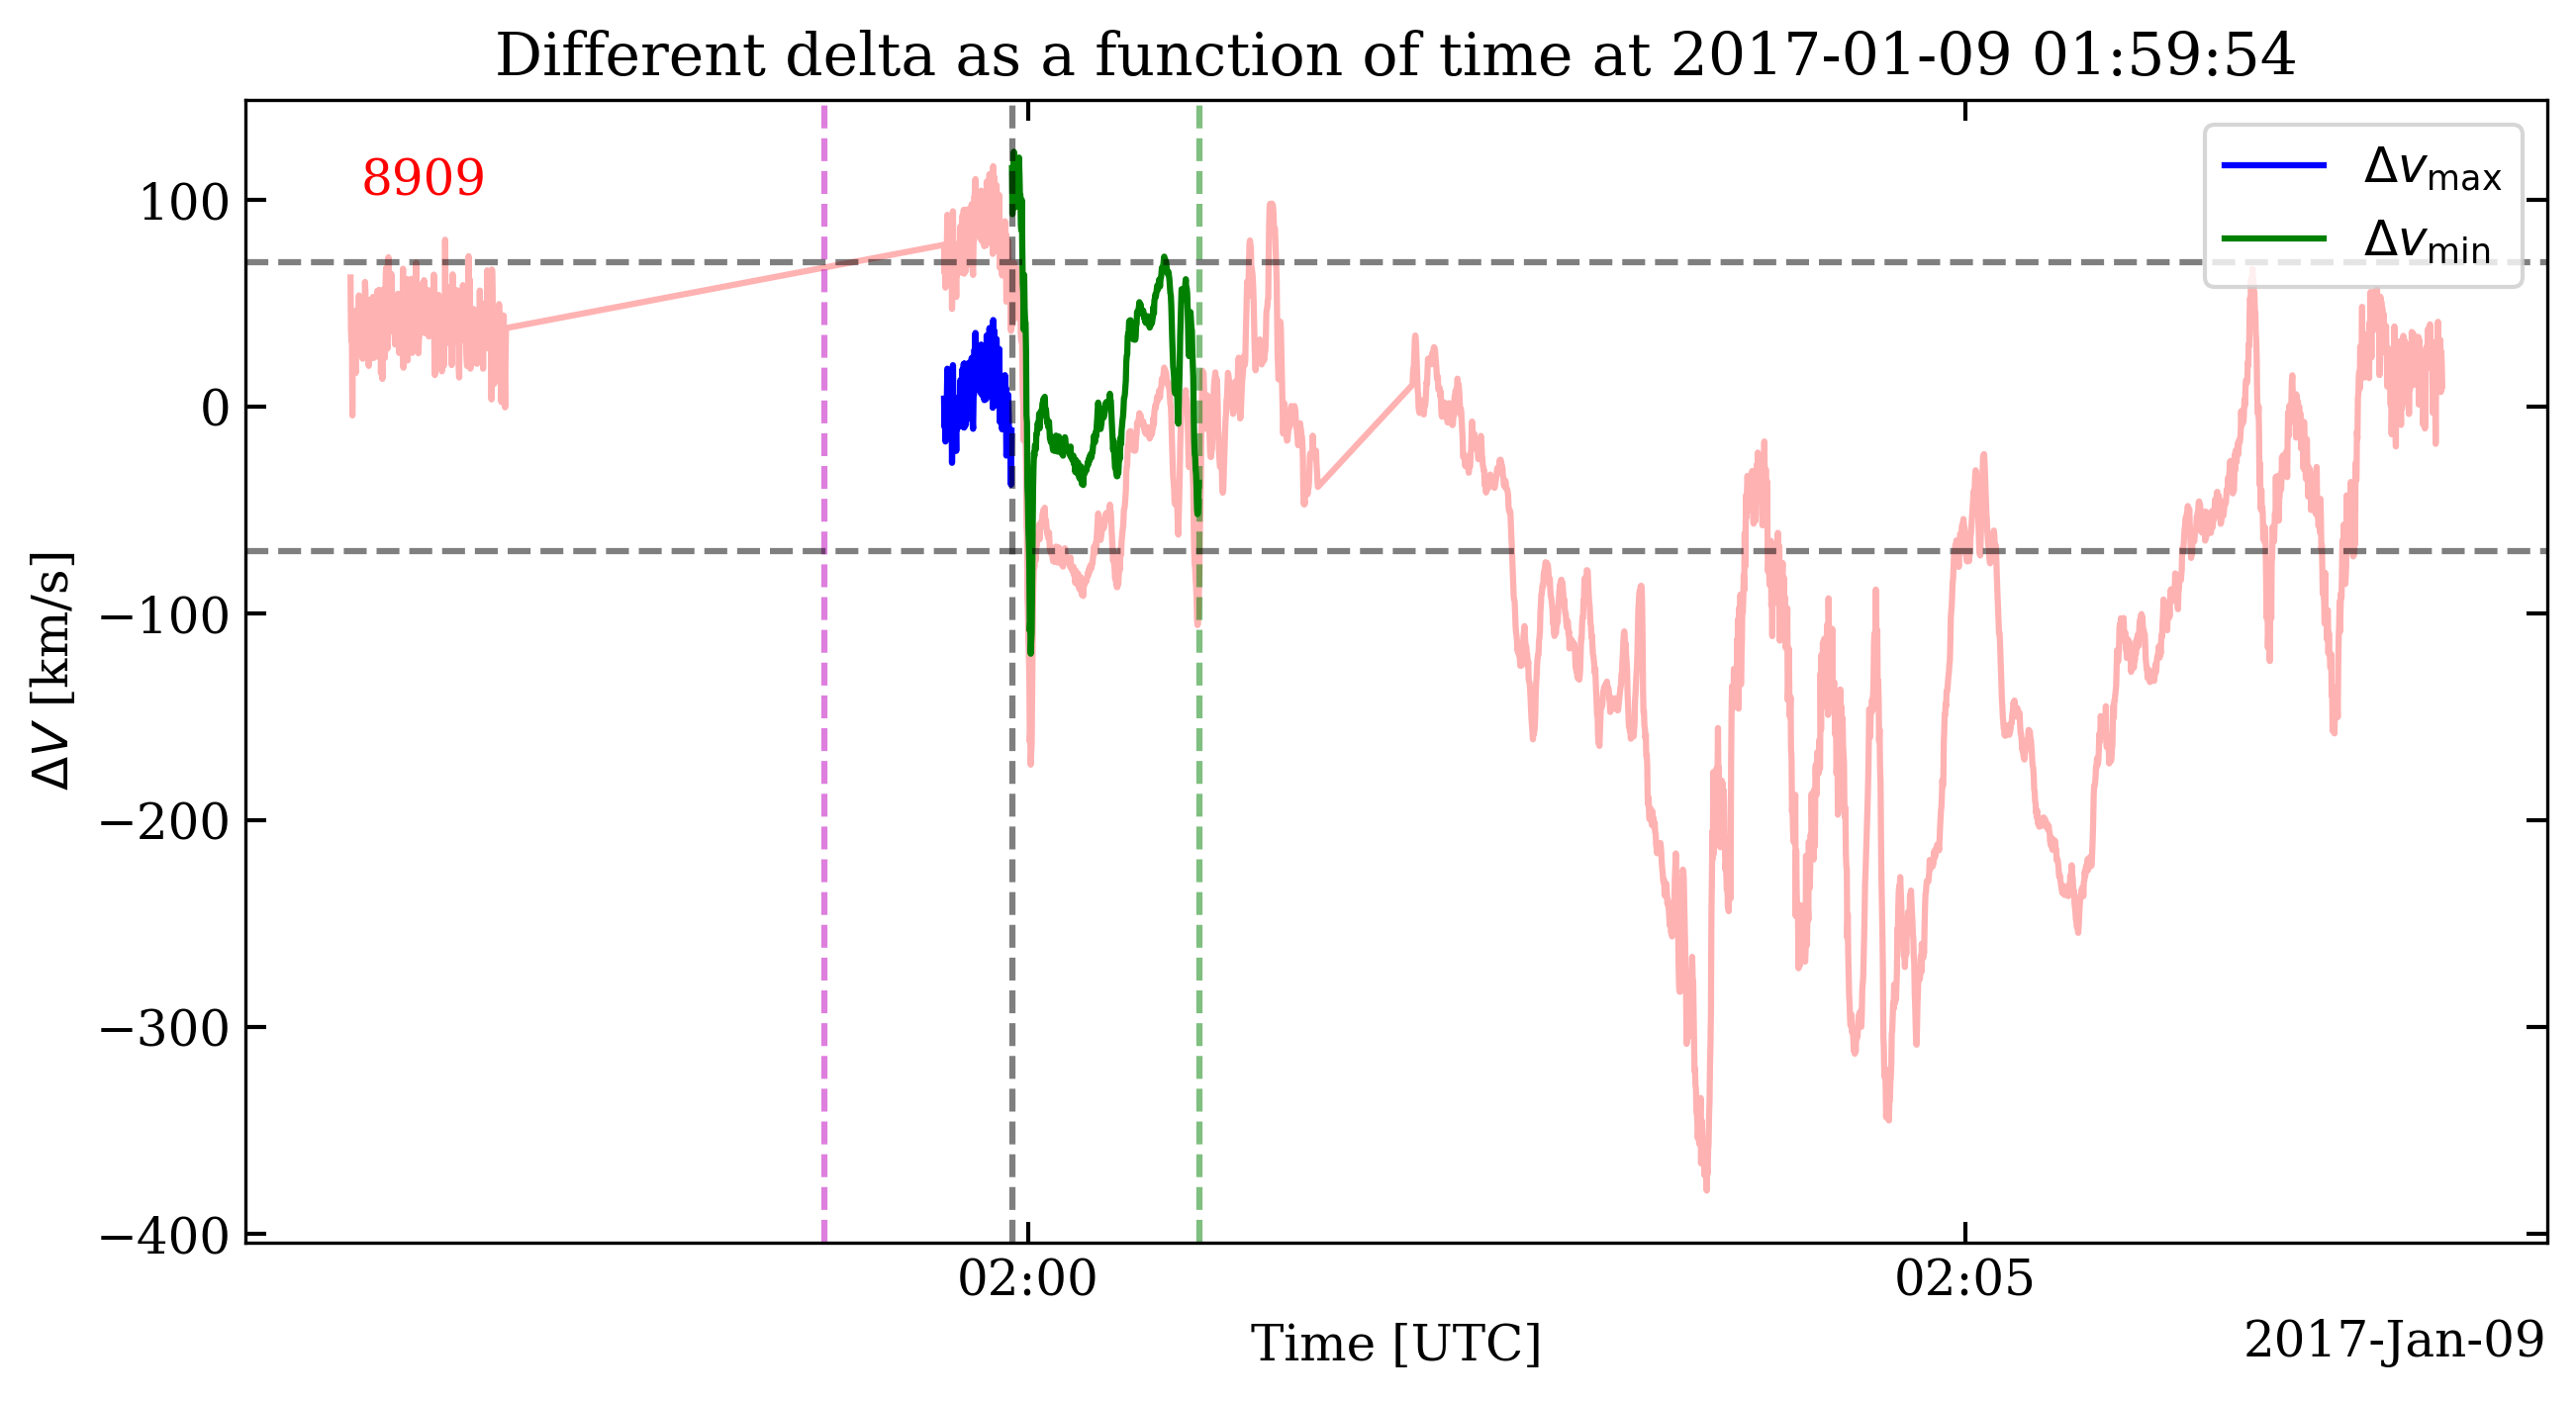 Different delta as a function of time at 2017-01-09 01:59:54
8909
Δv_max
Δv_min
100
0
−100
−200
−300
−400
ΔV [km/s]
02:00
02:05
Time [UTC]
2017-Jan-09